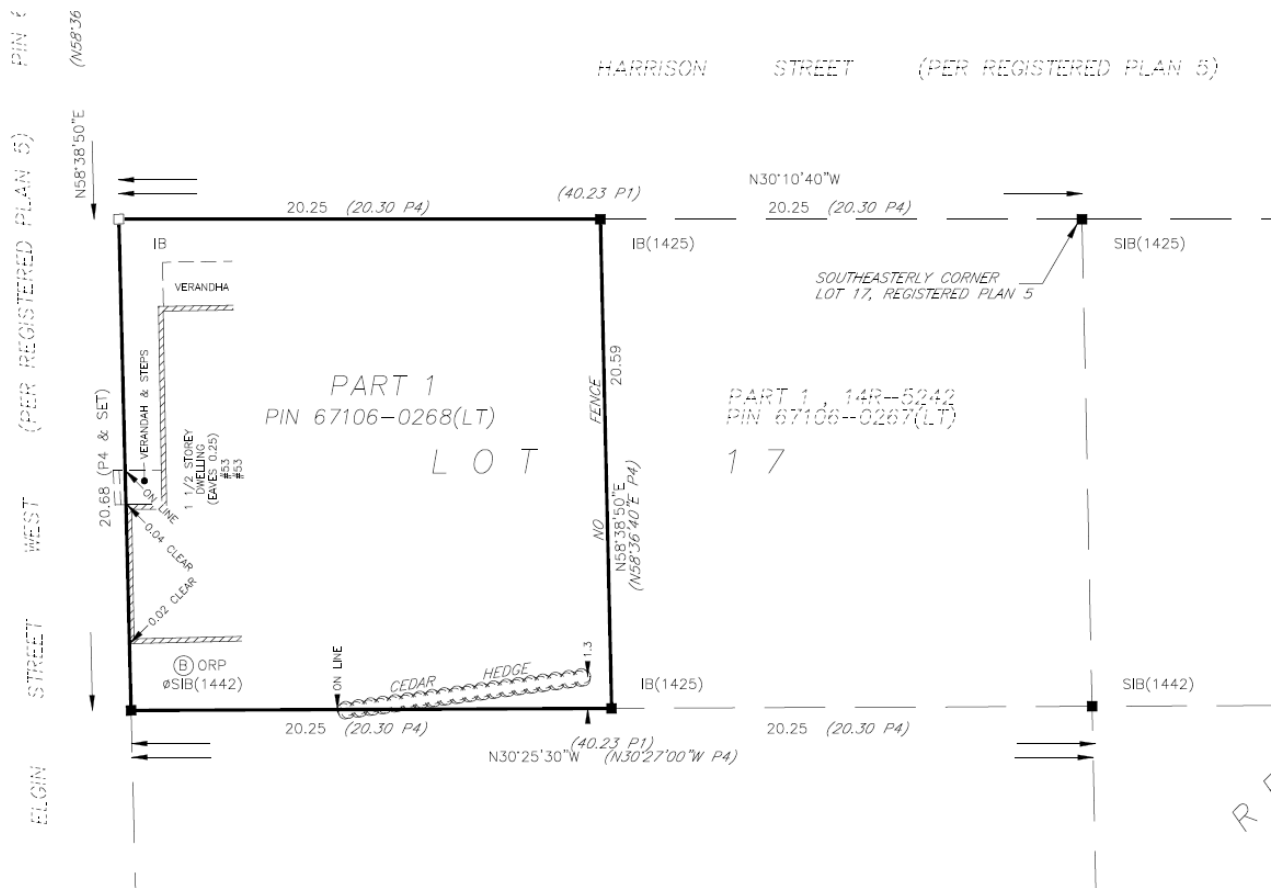 HARRISON STREET (PER REGISTERED PLAN 5)
(N58°36
N58°38'50"E
N30°10'40"W
(40.23 P1)
20.25 (20.30 P4)
20.25 (20.30 P4)
IB
IB(1425)
SIB(1425)
SOUTHEASTERLY CORNER
LOT 17, REGISTERED PLAN 5
VERANDHA
VERANDAH & STEPS
20.59
NO FENCE
PART 1
PIN 67106-0268(LT)
PART 1 , 14R--5242
PIN 67106--0267(LT)
LOT 17
20.68 (P4 & SET)
1 1/2 STOREY
DWELLING
(EAVES 0.25)
#53
#53
ON LINE
0.04 CLEAR
0.02 CLEAR
N58°38'50"E
(N58°36'40"E P4)
B ORP
øSIB(1442)
ON LINE
CEDAR HEDGE
1.3
IB(1425)
SIB(1442)
20.25 (20.30 P4)
20.25 (20.30 P4)
(40.23 P1)
N30°25'30"W (N30°27'00"W P4)
ELGIN STREET WEST (PER REGISTERED PLAN 5) PIN
R